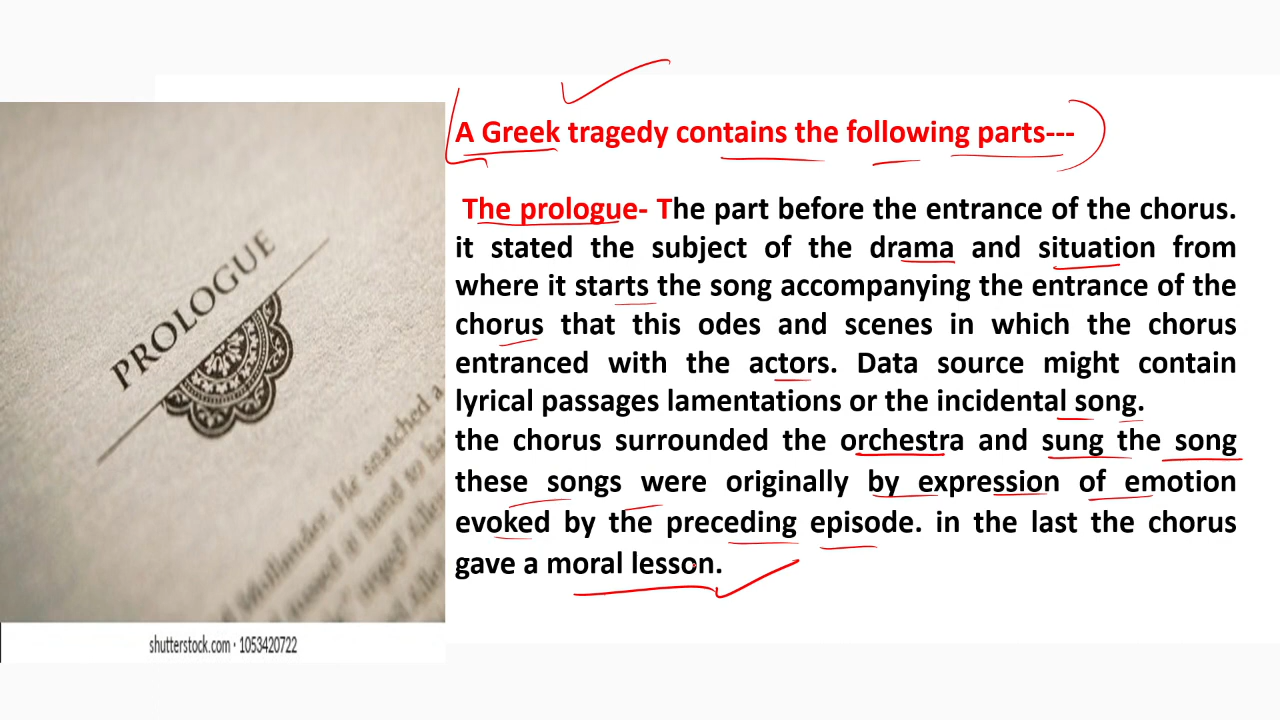 A Greek tragedy contains the following parts---
The prologue- The part before the entrance of the chorus.
it stated the subject of the drama and situation from
where it starts the song accompanying the entrance of the
chorus that this odes and scenes in which the chorus
entranced with the actors. Data source might contain
lyrical passages lamentations or the incidental song.
the chorus surrounded the orchestra and sung the song
these songs were originally by expression of emotion
evoked by the preceding episode. in the last the chorus
gave a moral lesson.
PROLOGUE
He snatched a
shutterstock.com · 1053420722